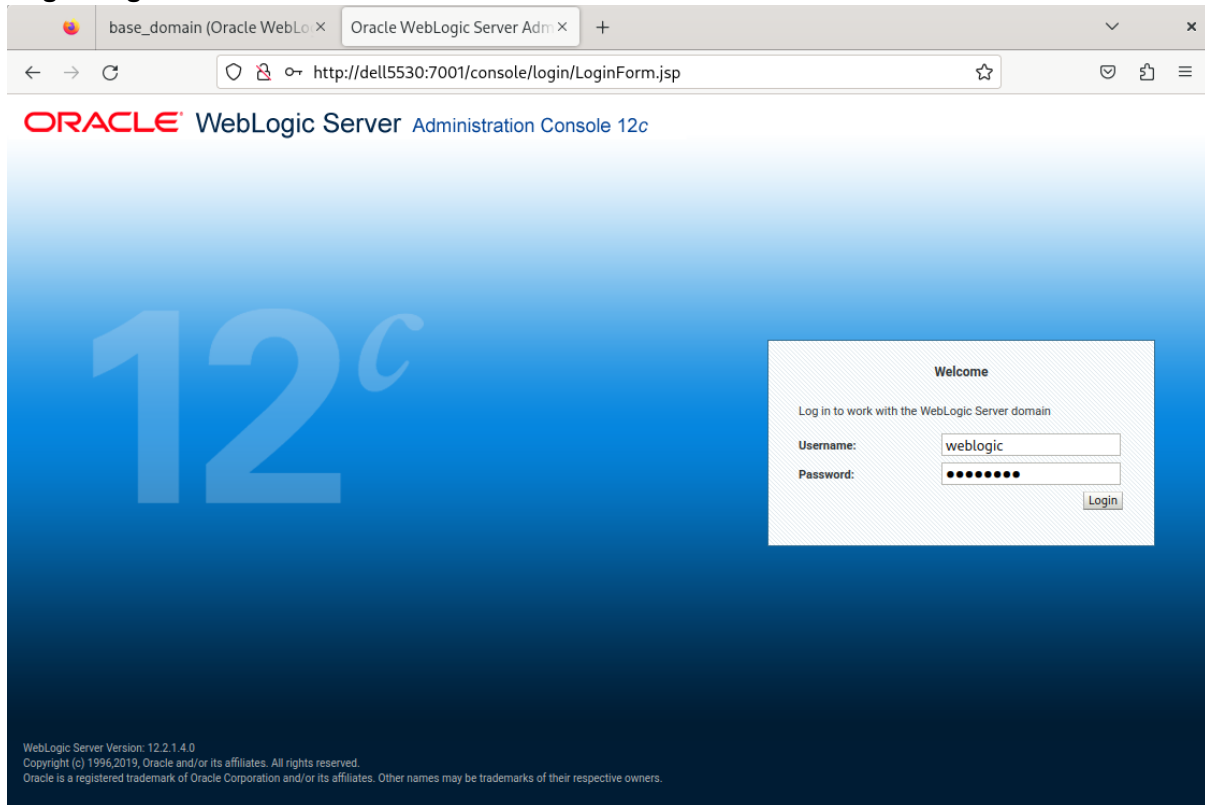 base_domain (Oracle WebLo
Oracle WebLogic Server Adm
http://dell5530:7001/console/login/LoginForm.jsp
ORACLE WebLogic Server Administration Console 12c
12c
Welcome
Log in to work with the WebLogic Server domain
Username: weblogic
Password: ●●●●●●●●
Login
WebLogic Server Version: 12.2.1.4.0
Copyright (c) 1996,2019, Oracle and/or its affiliates. All rights reserved.
Oracle is a registered trademark of Oracle Corporation and/or its affiliates. Other names may be trademarks of their respective owners.